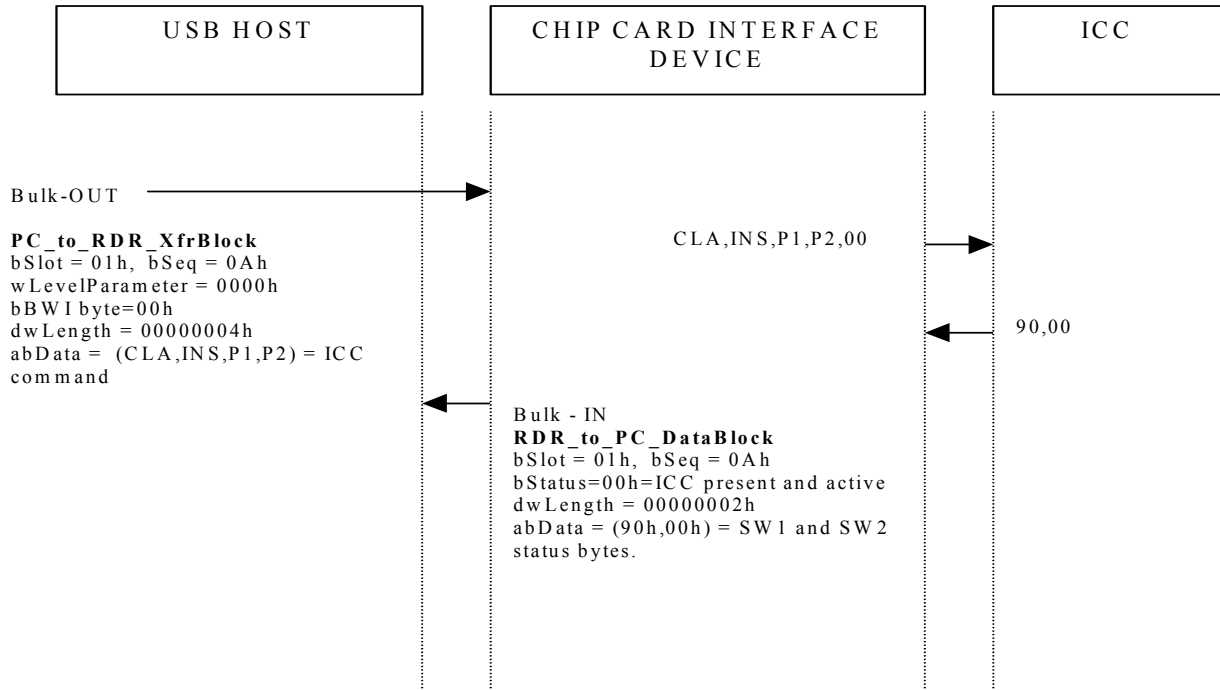 USB HOST
CHIP CARD INTERFACE
DEVICE
ICC
Bulk-OUT
PC_to_RDR_XfrBlock
bSlot = 01h, bSeq = 0Ah
wLevelParameter = 0000h
bBWI byte=00h
dwLength = 00000004h
abData = (CLA,INS,P1,P2) = ICC
command
CLA,INS,P1,P2,00
90,00
Bulk - IN
RDR_to_PC_DataBlock
bSlot = 01h, bSeq = 0Ah
bStatus=00h=ICC present and active
dwLength = 00000002h
abData = (90h,00h) = SW1 and SW2
status bytes.